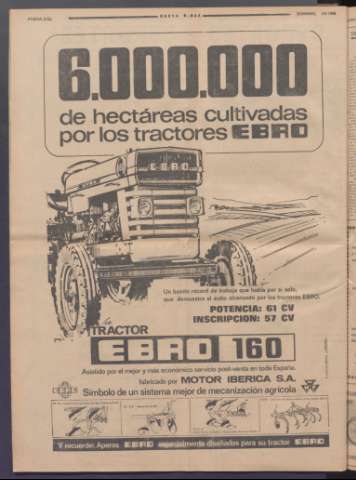 6.000.000
de hectáreas cultivadas
por los tractores EBRO
EBRO
Un bonito récord de trabajo que habla por sí solo,
que demuestra el éxito alcanzado por los tractores EBRO.
POTENCIA: 61 CV
INSCRIPCION: 57 CV
TRACTOR
EBRO 160
Asistido por el mejor y más económico servicio post-venta en toda España.
fabricado por MOTOR IBERICA S.A.
Símbolo de un sistema mejor de mecanización agrícola
Y recuerde: Aperos EBRO especialmente diseñados para su tractor EBRO